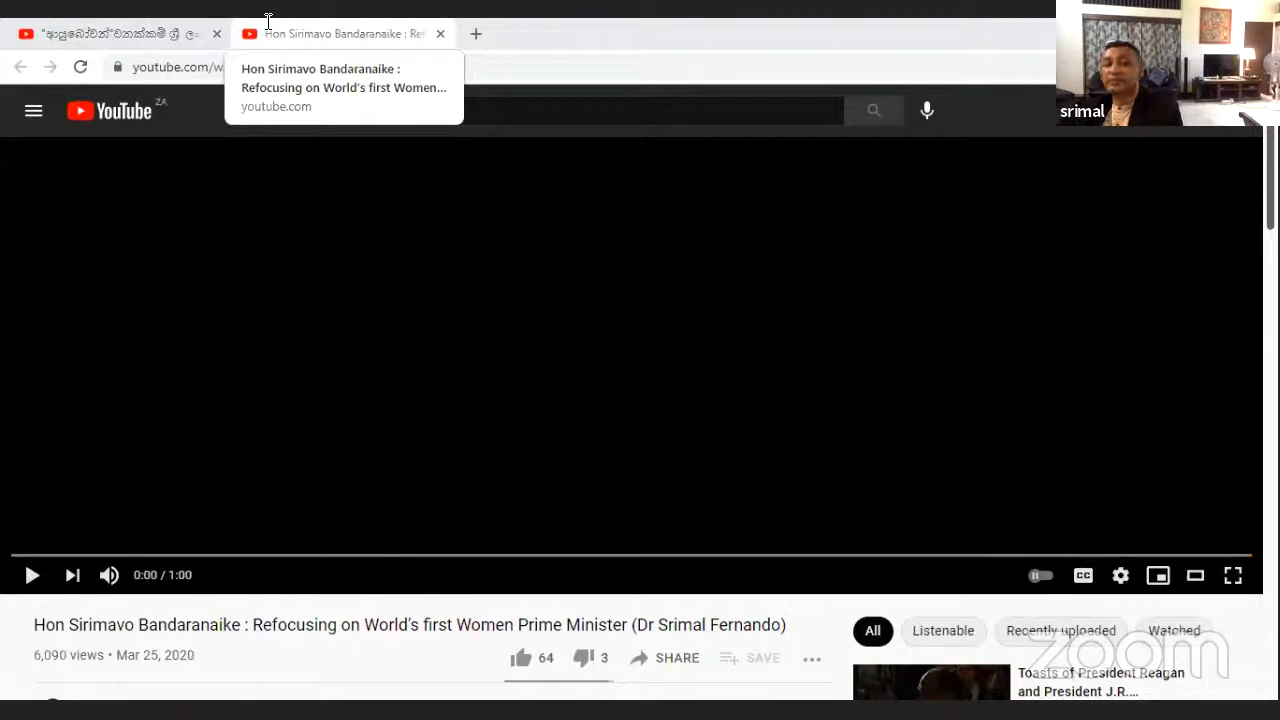 "ආයුබෝවන්"වනක්කම් ශ්‍රී ලං
Hon Sirimavo Bandaranaike : Ref
youtube.com/w
Hon Sirimavo Bandaranaike :
Refocusing on World's first Women...
youtube.com
YouTube ZA
srimal
0:00 / 1:00
CC
Hon Sirimavo Bandaranaike : Refocusing on World's first Women Prime Minister (Dr Srimal Fernando)
6,090 views • Mar 25, 2020
64
3
SHARE
SAVE
All
Listenable
Recently uploaded
Watched
zoom
Toasts of President Reagan
and President J.R....